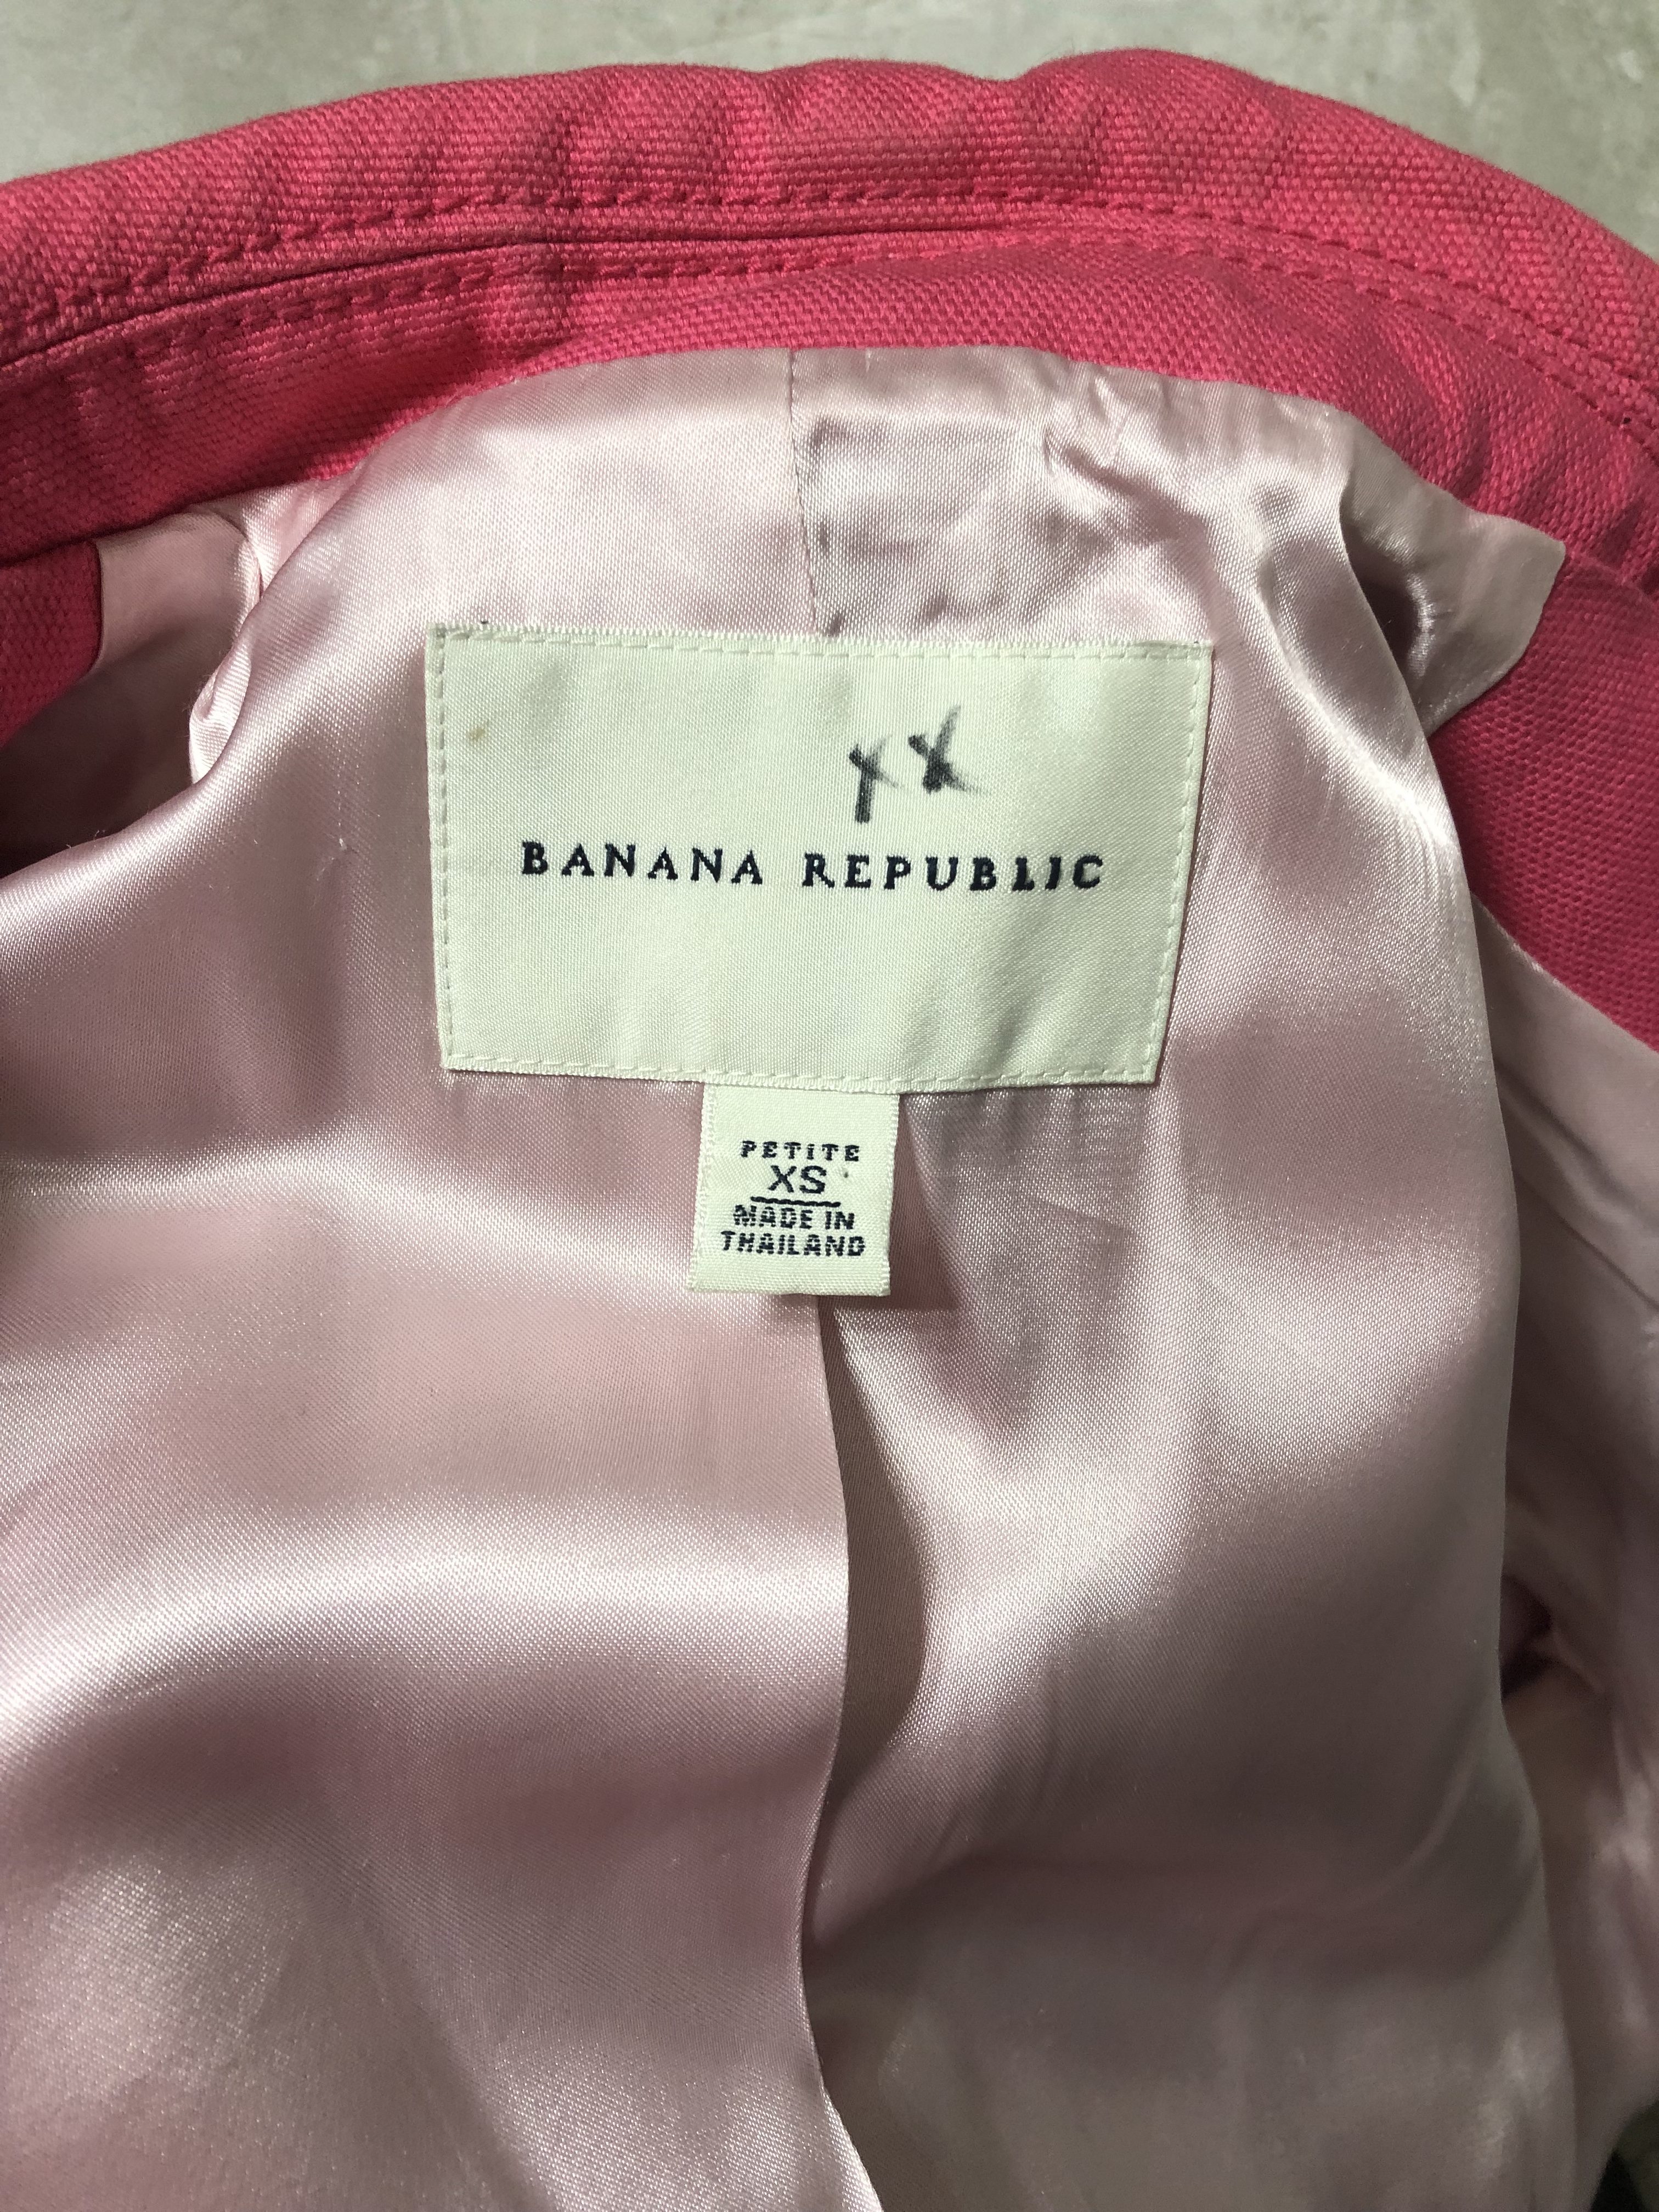 xx
BANANA REPUBLIC
PETITE
XS
MADE IN
THAILAND